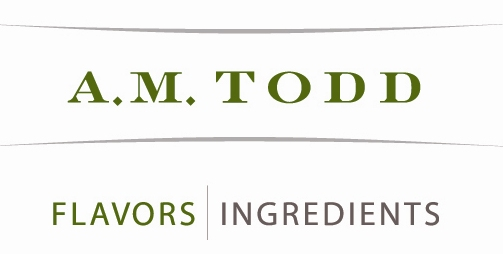 A.M. TODD
FLAVORS | INGREDIENTS